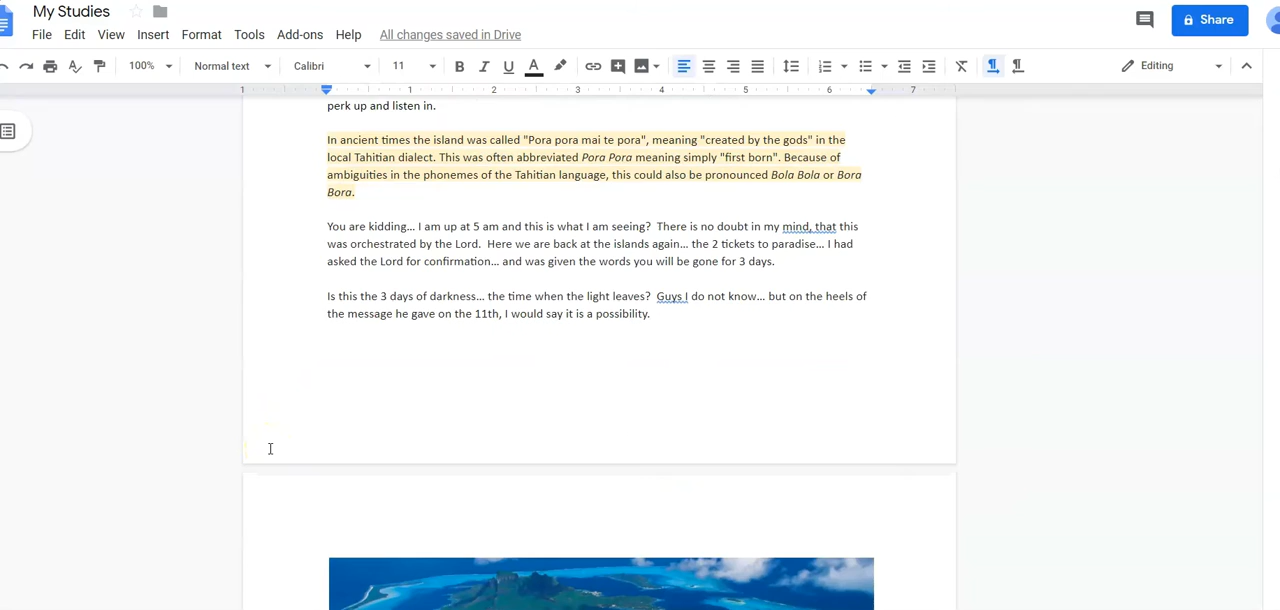 My Studies
File Edit View Insert Format Tools Add-ons Help All changes saved in Drive
Share
100% Normal text Calibri 11 B I U A Editing
1 1 2 3 4 5 6 7
perk up and listen in.
In ancient times the island was called "Pora pora mai te pora", meaning "created by the gods" in the
local Tahitian dialect. This was often abbreviated Pora Pora meaning simply "first born". Because of
ambiguities in the phonemes of the Tahitian language, this could also be pronounced Bola Bola or Bora
Bora.
You are kidding… I am up at 5 am and this is what I am seeing?  There is no doubt in my mind, that this
was orchestrated by the Lord.  Here we are back at the islands again… the 2 tickets to paradise… I had
asked the Lord for confirmation… and was given the words you will be gone for 3 days.
Is this the 3 days of darkness… the time when the light leaves?  Guys I do not know… but on the heels of
the message he gave on the 11th, I would say it is a possibility.